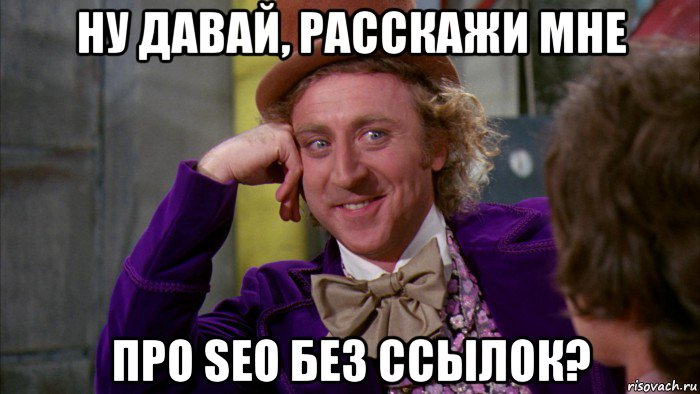 НУ ДАВАЙ, РАССКАЖИ МНЕ
ПРО SEO БЕЗ ССЫЛОК?
risovach.ru